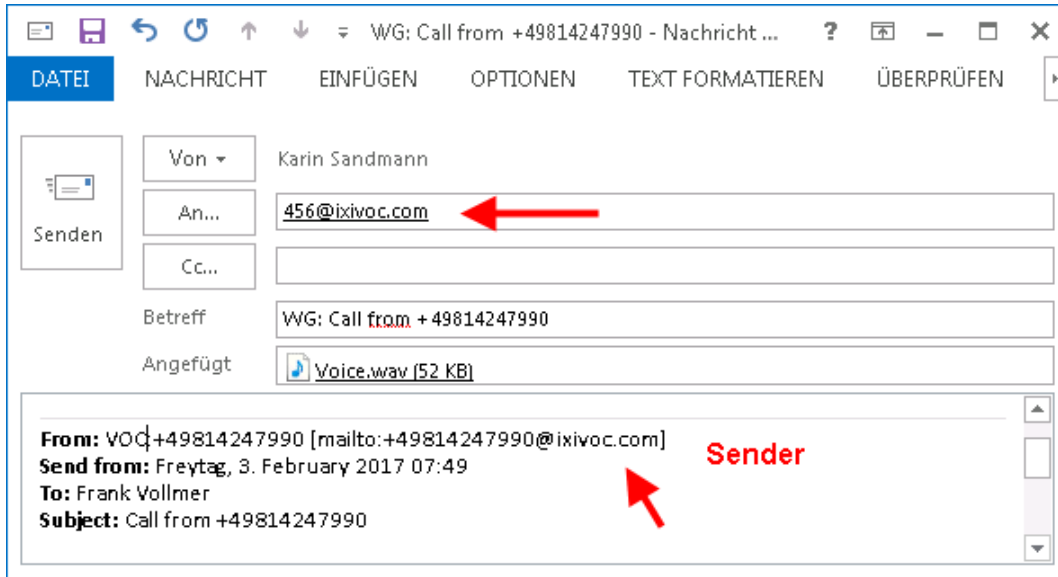 WG: Call from +49814247990 - Nachricht ... ?
DATEI NACHRICHT EINFÜGEN OPTIONEN TEXT FORMATIEREN ÜBERPRÜFEN
Senden
Von Karin Sandmann
An... 456@ixivoc.com
Cc...
Betreff WG: Call from +49814247990
Angefügt Voice.wav (52 KB)
From: VOC +49814247990 [mailto:+49814247990@ixivoc.com]
Sender
Send from: Freytag, 3. February 2017 07:49
To: Frank Vollmer
Subject: Call from +49814247990